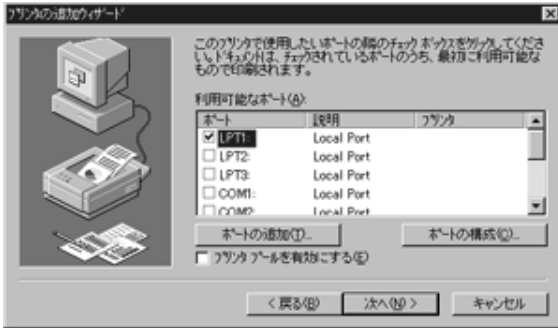 プリンタの追加ウィザード
このプリンタで使用したいポートの隣のチェック ボックスをクリックしてくださ
い。ドキュメントは、チェックされているポートのうち、最初に利用可能な
もので印刷されます。
利用可能なポート(A):
ポート 説明 プリンタ
LPT1: Local Port
LPT2: Local Port
LPT3: Local Port
COM1: Local Port
COM2: Local Port
ポートの追加(T)... ポートの構成(C)...
プリンタ プールを有効にする(E)
< 戻る(B) 次へ(N) > キャンセル